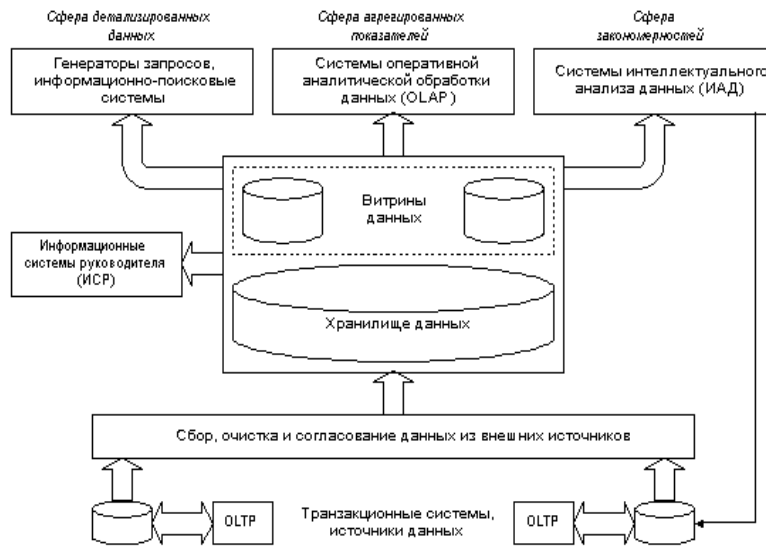 Сфера детализированных
данных
Сфера агрегированных
показателей
Сфера
закономерностей
Генераторы запросов,
информационно-поисковые
системы
Системы оперативной
аналитической обработки
данных (OLAP)
Системы интеллектуального
анализа данных (ИАД)
Витрины
данных
Информационные
системы руководителя
(ИСР)
Хранилище данных
Сбор, очистка и согласование данных из внешних источников
OLTP
Транзакционные системы,
источники данных
OLTP